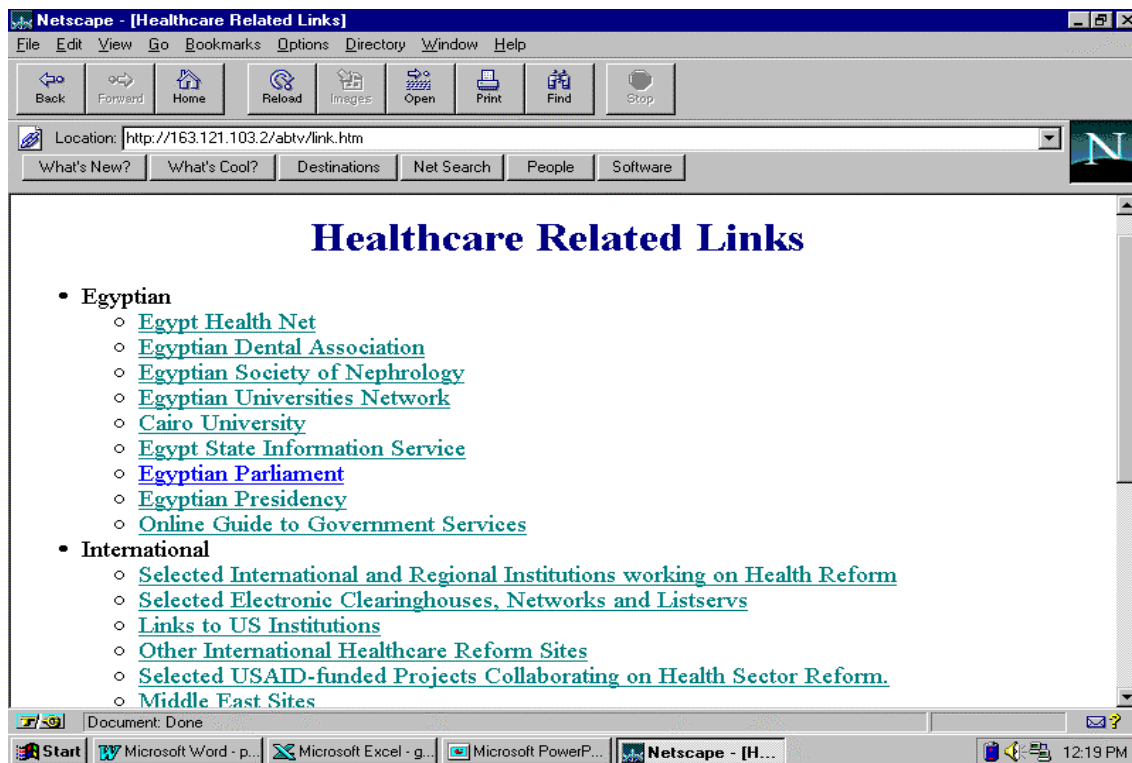 Netscape - [Healthcare Related Links]
File Edit View Go Bookmarks Options Directory Window Help
Back Forward Home Reload Images Open Print Find Stop
Location: http://163.121.103.2/abtv/link.htm
N
What's New? What's Cool? Destinations Net Search People Software
Healthcare Related Links
• Egyptian
○ Egypt Health Net
○ Egyptian Dental Association
○ Egyptian Society of Nephrology
○ Egyptian Universities Network
○ Cairo University
○ Egypt State Information Service
○ Egyptian Parliament
○ Egyptian Presidency
○ Online Guide to Government Services
• International
○ Selected International and Regional Institutions working on Health Reform
○ Selected Electronic Clearinghouses, Networks and Listservs
○ Links to US Institutions
○ Other International Healthcare Reform Sites
○ Selected USAID-funded Projects Collaborating on Health Sector Reform.
○ Middle East Sites
Document: Done
Start Microsoft Word - p... Microsoft Excel - g... Microsoft PowerP... Netscape - [H... 12:19 PM